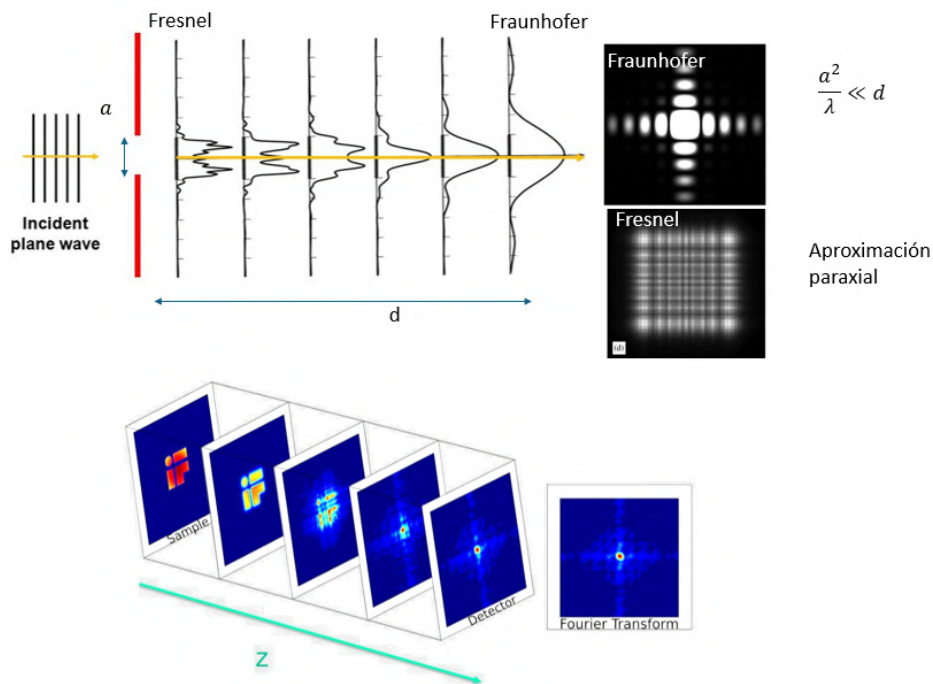 Fresnel
Fraunhofer
a
Incident
plane wave
d
Fraunhofer
a²/λ ≪ d
Fresnel
(d)
Aproximación
paraxial
Sample
Detector
Z
Fourier Transform